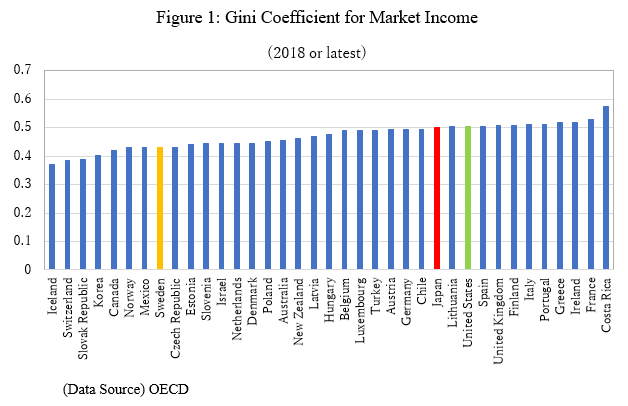 Figure 1: Gini Coefficient for Market Income
(2018 or latest)
0.7
0.6
0.5
0.4
0.3
0.2
0.1
0
Iceland
Switzerland
Slovak Republic
Korea
Canada
Norway
Mexico
Sweden
Czech Republic
Estonia
Slovenia
Israel
Netherlands
Denmark
Poland
Australia
New Zealand
Latvia
Hungary
Belgium
Luxembourg
Turkey
Austria
Germany
Chile
Japan
Lithuania
United States
Spain
United Kingdom
Finland
Italy
Portugal
Greece
Ireland
France
Costa Rica
(Data Source) OECD